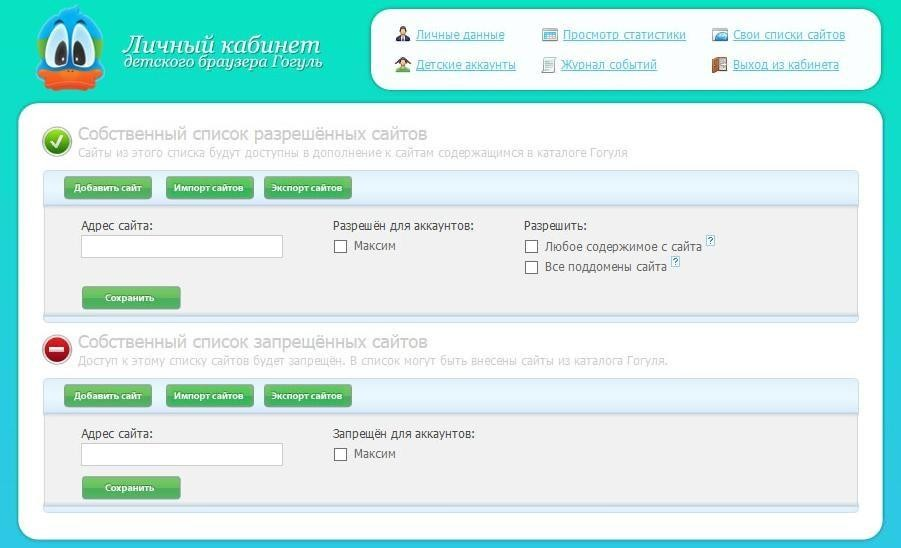 Личный кабинет
детского браузера Гогуль
Личные данные
Просмотр статистики
Свои списки сайтов
Детские аккаунты
Журнал событий
Выход из кабинета
Собственный список разрешённых сайтов
Сайты из этого списка будут доступны в дополнение к сайтам содержащимся в каталоге Гогуля
Добавить сайт Импорт сайтов Экспорт сайтов
Адрес сайта: Разрешён для аккаунтов: Разрешить:
Максим Любое содержимое с сайта ?
Все поддомены сайта ?
Сохранить
Собственный список запрещённых сайтов
Доступ к этому списку сайтов будет запрещён. В список могут быть внесены сайты из каталога Гогуля.
Добавить сайт Импорт сайтов Экспорт сайтов
Адрес сайта: Запрещён для аккаунтов:
Максим
Сохранить